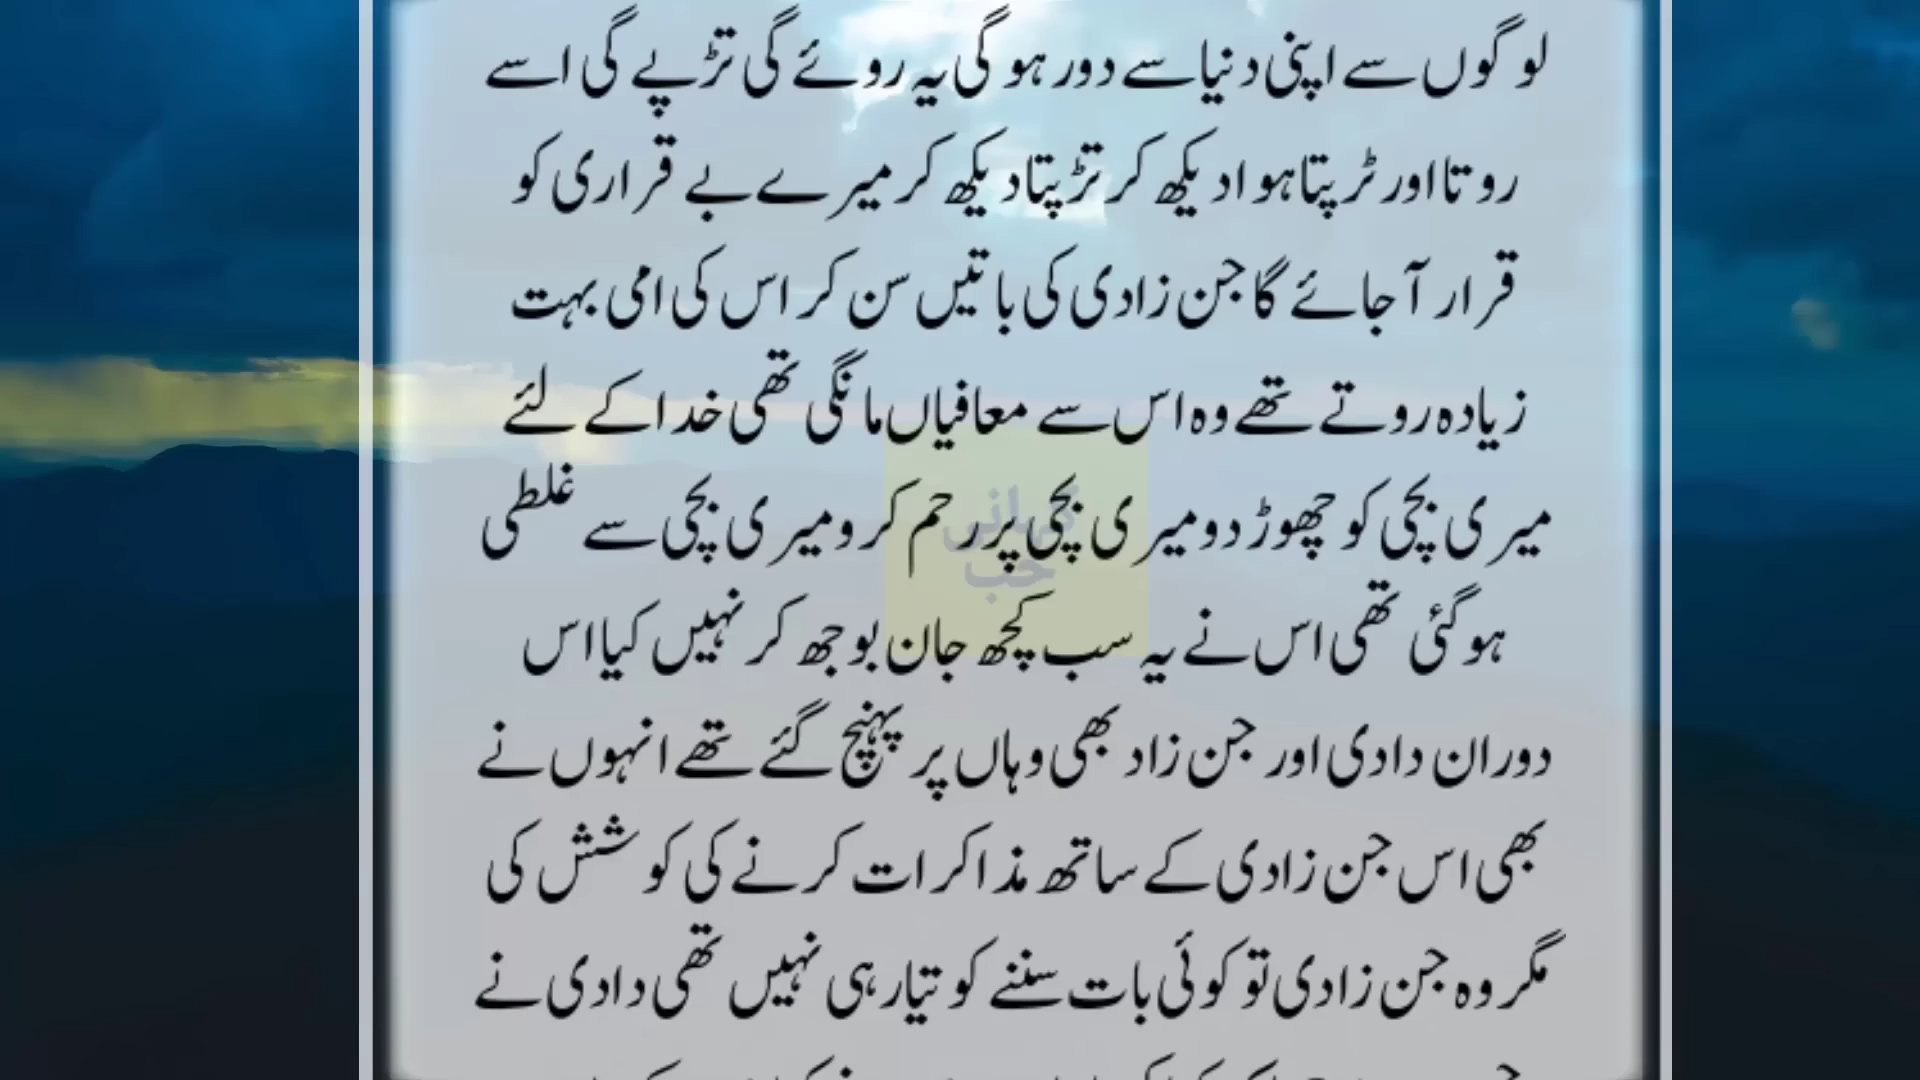 لوگوں سے اپنی دنیا سے دور ہو گی یہ روئے گی تڑپے گی اسے
روتا اور ٹرپتا ہوا دیکھ کر تڑپتا دیکھ کر میرے بے قراری کو
قرار آ جائے گا جن زادی کی باتیں سن کر اس کی امی بہت
زیادہ روتے تھے وہ اس سے معافیاں مانگی تھی خدا کے لئے
میری بچی کو چھوڑ دو میری بچی پر رحم کرو میری بچی سے غلطی
ہو گئی تھی اس نے یہ سب کچھ جان بوجھ کر نہیں کیا اس
دوران دادی اور جن زاد بھی وہاں پر پہنچ گئے تھے انہوں نے
بھی اس جن زادی کے ساتھ مذاکرات کرنے کی کوشش کی
مگر وہ جن زادی تو کوئی بات سننے کو تیار ہی نہیں تھی دادی نے
کہانی
حب